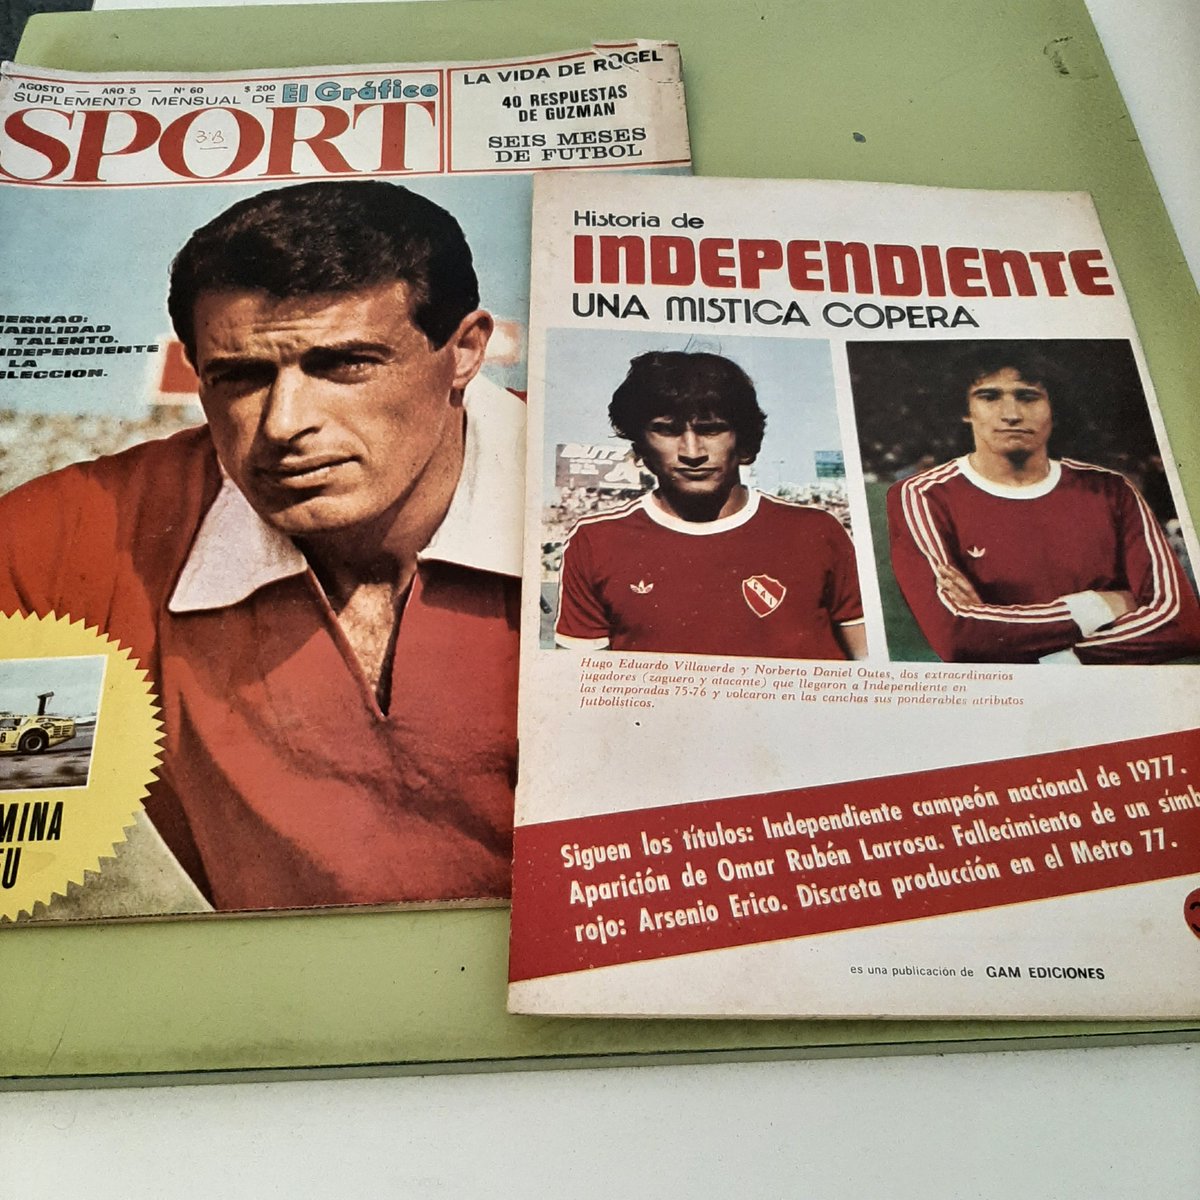 AGOSTO — AÑO 5 — Nº 60 $ 200
SUPLEMENTO MENSUAL DE El Gráfico
SPORT
3·B
LA VIDA DE ROGEL
40 RESPUESTAS
DE GUZMAN
SEIS MESES
DE FUTBOL
BERNAO:
HABILIDAD
TALENTO.
INDEPENDIENTE
LA
SELECCION.
MINA
Historia de
INDEPENDIENTE
UNA MISTICA COPERA
CAI
Hugo Eduardo Villaverde y Norberto Daniel Outes, dos extraordinarios
jugadores (zaguero y atacante) que llegaron a Independiente en
las temporadas 75-76 y volcaron en las canchas sus ponderables atributos
futbolísticos.
Siguen los títulos: Independiente campeón nacional de 1977.
Aparición de Omar Rubén Larrosa. Fallecimiento de un símb
rojo: Arsenio Erico. Discreta producción en el Metro 77.
es una publicación de GAM EDICIONES